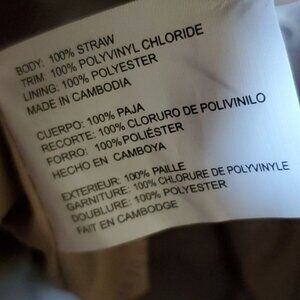 BODY: 100% STRAW
TRIM: 100% POLYVINYL CHLORIDE
LINING: 100% POLYESTER
MADE IN CAMBODIA
CUERPO: 100% PAJA
RECORTE: 100% CLORURO DE POLIVINILO
FORRO: 100% POLIÉSTER
HECHO EN CAMBOYA
EXTERIEUR: 100% PAILLE
GARNITURE: 100% CHLORURE DE POLYVINYLE
DOUBLURE: 100% POLYESTER
FAIT EN CAMBODGE